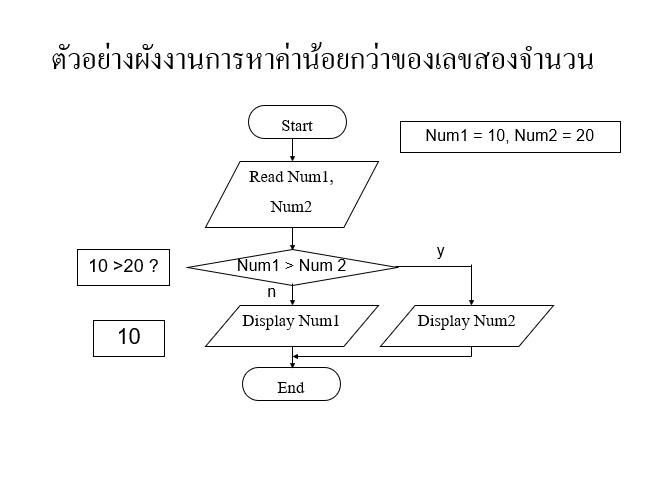 ตัวอย่างผังงานการหาค่าน้อยกว่าของเลขสองจำนวน
Start
Num1 = 10, Num2 = 20
Read Num1,
Num2
y
10 >20 ?
Num1 > Num 2
n
Display Num1
Display Num2
10
End